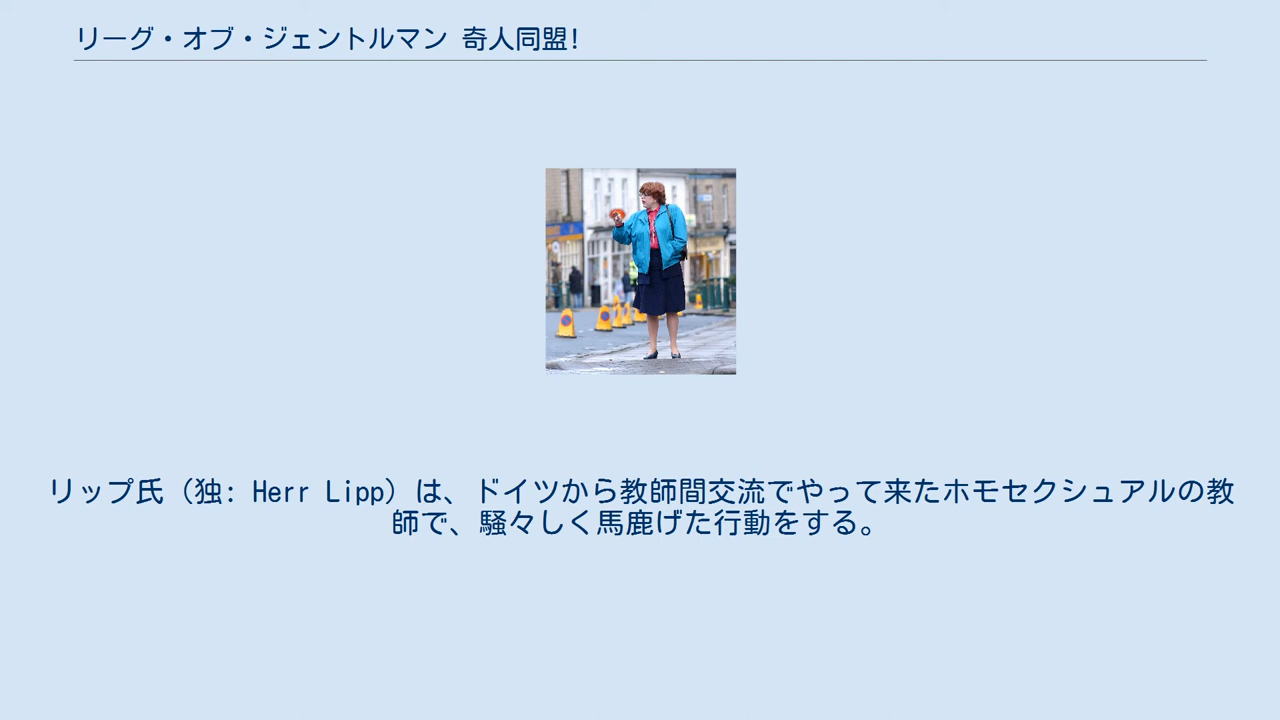 リーグ・オブ・ジェントルマン 奇人同盟!
リップ氏（独: Herr Lipp）は、ドイツから教師間交流でやって来たホモセクシュアルの教
師で、騒々しく馬鹿げた行動をする。